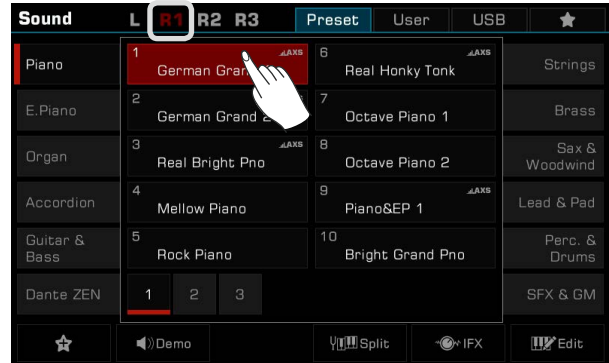 Sound L R1 R2 R3 Preset User USB
Piano
E.Piano
Organ
Accordion
Guitar &
Bass
Dante ZEN
1 AXS
German
2
German Grand 2
3 AXS
Real Bright Pno
4
Mellow Piano
5
Rock Piano
6 AXS
Real Honky Tonk
7
Octave Piano 1
8
Octave Piano 2
9 AXS
Piano&EP 1
10
Bright Grand Pno
1 2 3
Strings
Brass
Sax &
Woodwind
Lead & Pad
Perc. &
Drums
SFX & GM
Demo Split IFX Edit